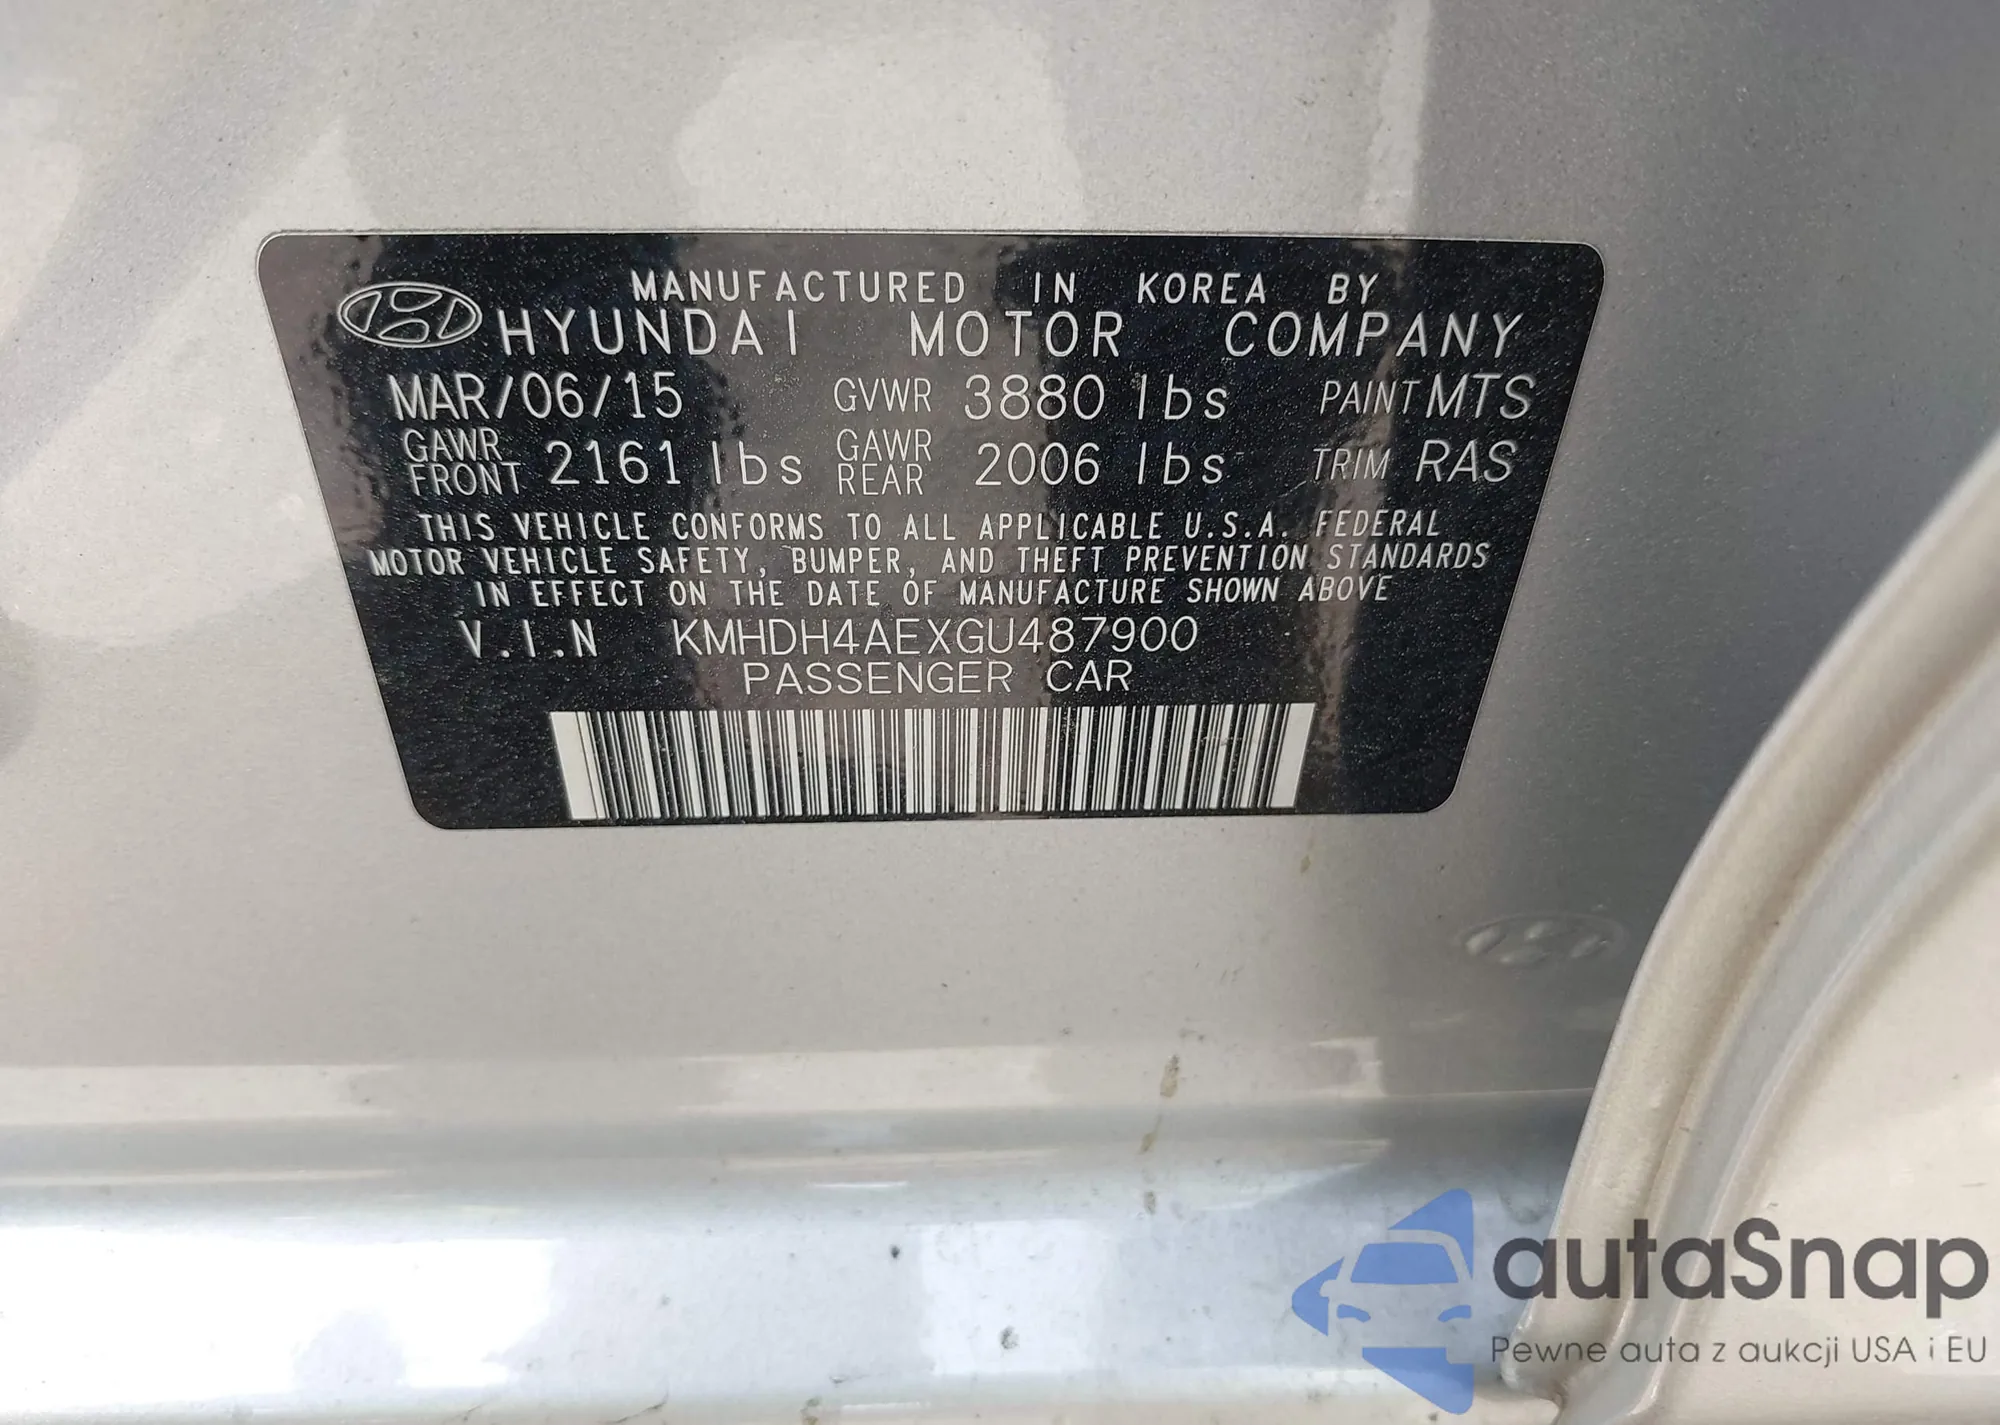 MANUFACTURED IN KOREA BY
HYUNDAI MOTOR COMPANY
MAR/06/15 GVWR 3880 lbs PAINT MTS
GAWR FRONT 2161 lbs GAWR REAR 2006 lbs TRIM RAS
THIS VEHICLE CONFORMS TO ALL APPLICABLE U.S.A. FEDERAL
MOTOR VEHICLE SAFETY, BUMPER, AND THEFT PREVENTION STANDARDS
IN EFFECT ON THE DATE OF MANUFACTURE SHOWN ABOVE
V.I.N KMHDH4AEXGU487900
PASSENGER CAR
autaSnap
Pewne auta z aukcji USA i EU